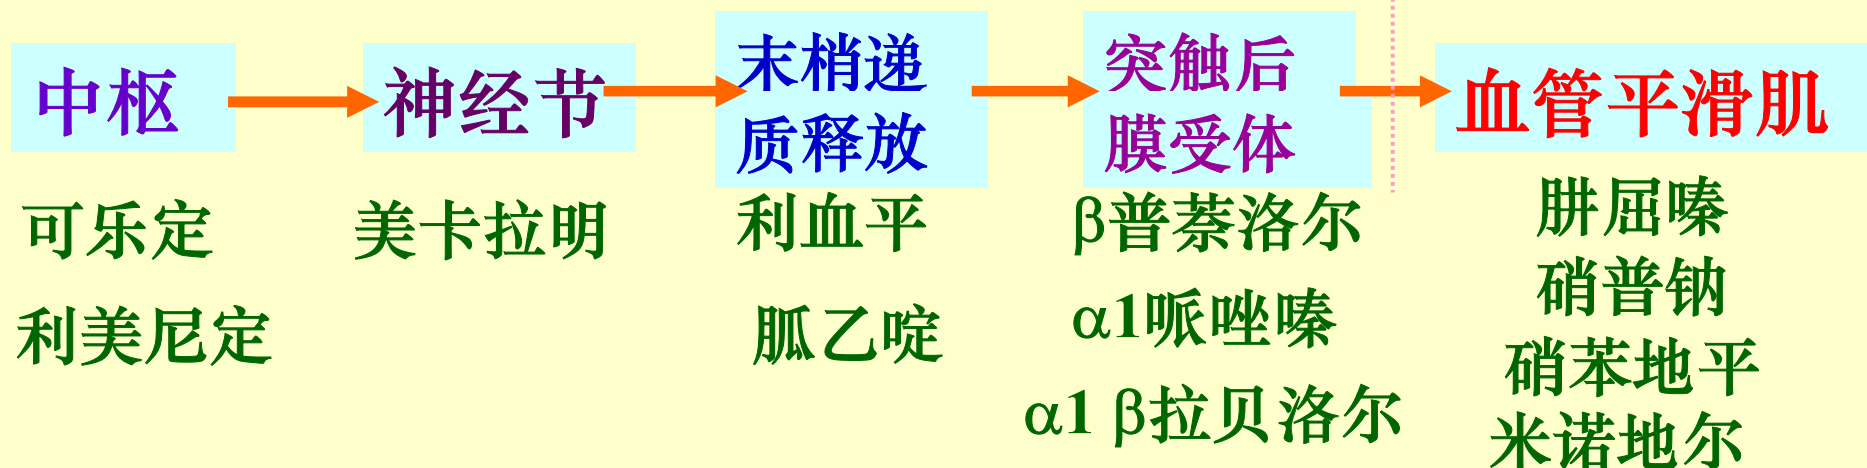 中枢
神经节
末梢递
质释放
突触后
膜受体
血管平滑肌
可乐定
利美尼定
美卡拉明
利血平
胍乙啶
β普萘洛尔
α1哌唑嗪
α1 β拉贝洛尔
肼屈嗪
硝普钠
硝苯地平
米诺地尔